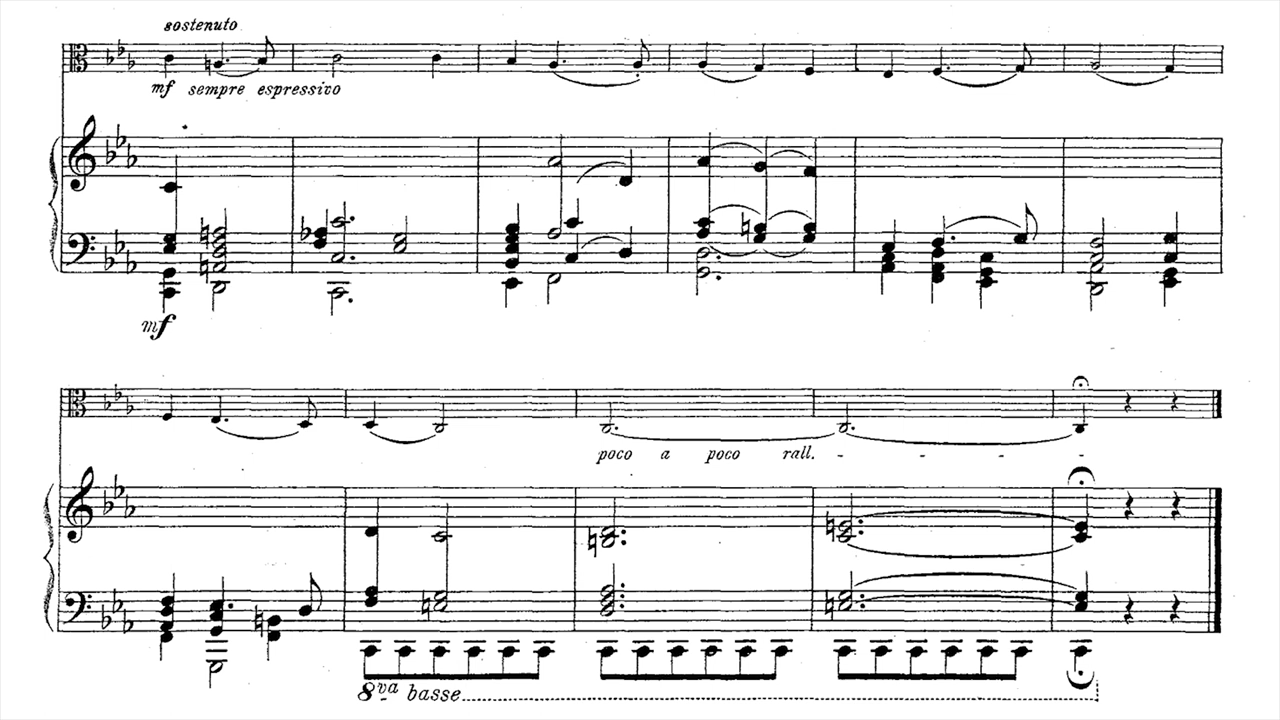 sostenuto
mf sempre espressivo
mf
poco a poco rall.
8va basse